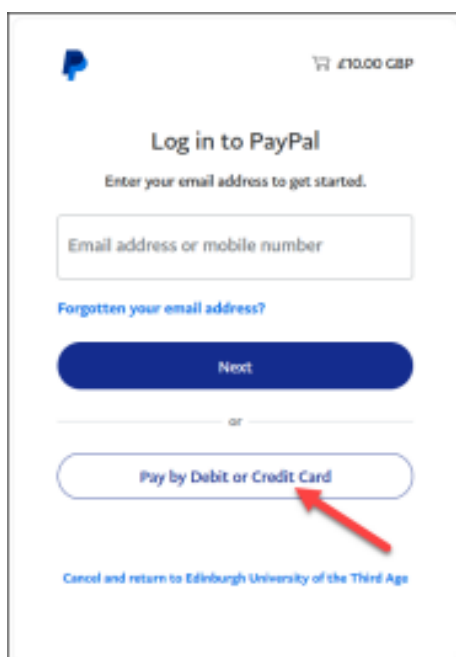 £10.00 GBP
Log in to PayPal
Enter your email address to get started.
Email address or mobile number
Forgotten your email address?
Next
or
Pay by Debit or Credit Card
Cancel and return to Edinburgh University of the Third Age